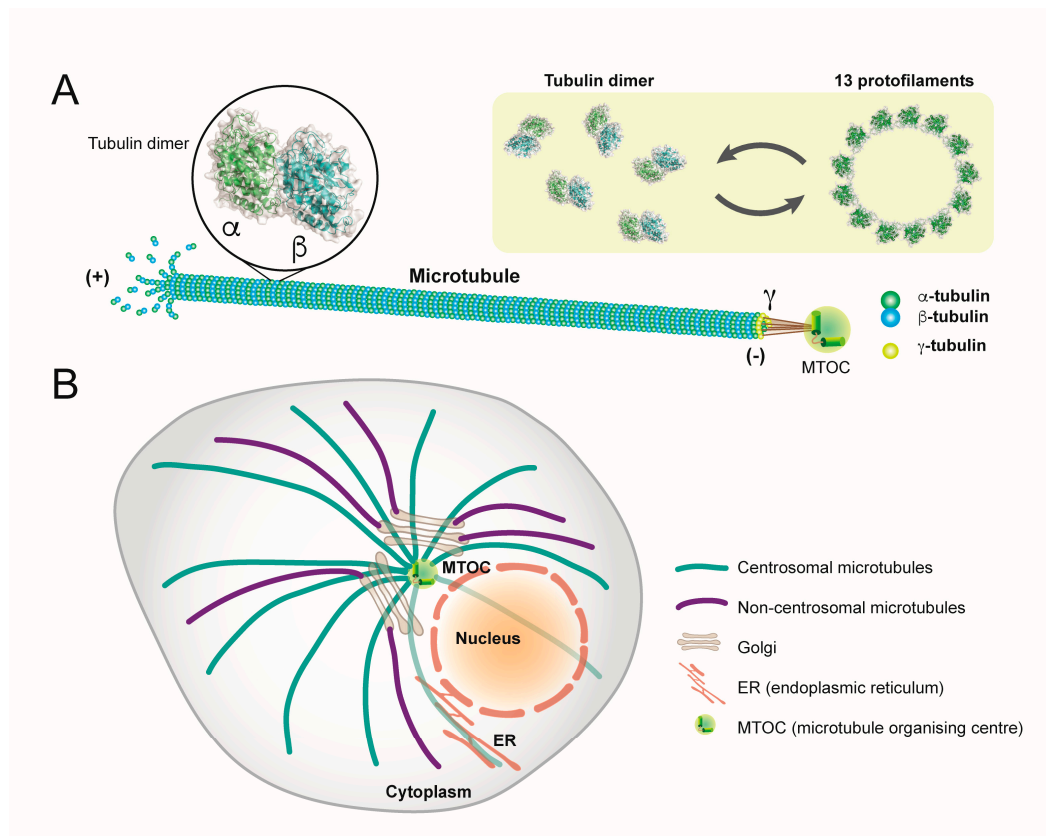 A
Tubulin dimer
α
β
Tubulin dimer
13 protofilaments
(+)
Microtubule
γ
(-)
MTOC
α-tubulin
β-tubulin
γ-tubulin
B
MTOC
Nucleus
ER
Cytoplasm
Centrosomal microtubules
Non-centrosomal microtubules
Golgi
ER (endoplasmic reticulum)
MTOC (microtubule organising centre)